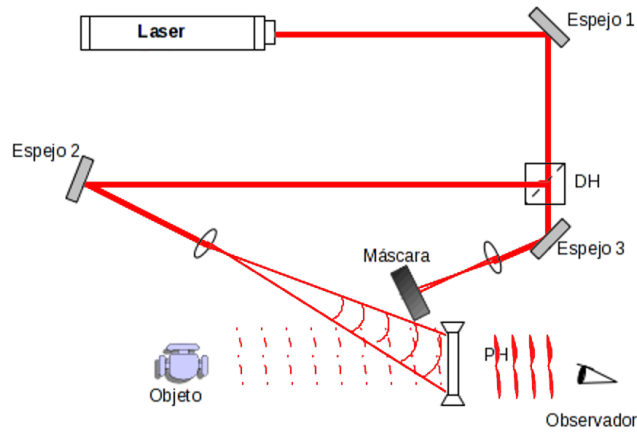 Laser
Espejo 1
Espejo 2
DH
Espejo 3
Máscara
PH
Objeto
Observador